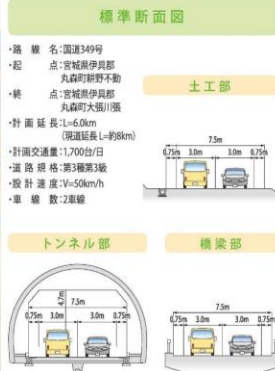 標準断面図
・路線名：国道349号
・起点：宮城県伊具郡
丸森町耕野不動
・終点：宮城県伊具郡
丸森町大張川張
・計画延長：L=6.0km
（現道延長 L=約8km）
・計画交通量：1,700台/日
・道路規格：第3種第3級
・設計速度：V=50km/h
・車線数：2車線
土工部
7.5m
0.75m 3.0m 3.0m 0.75m
トンネル部
4.7m
7.5m
0.75m 3.0m 3.0m 0.75m
橋梁部
7.5m
0.75m 3.0m 3.0m 0.75m